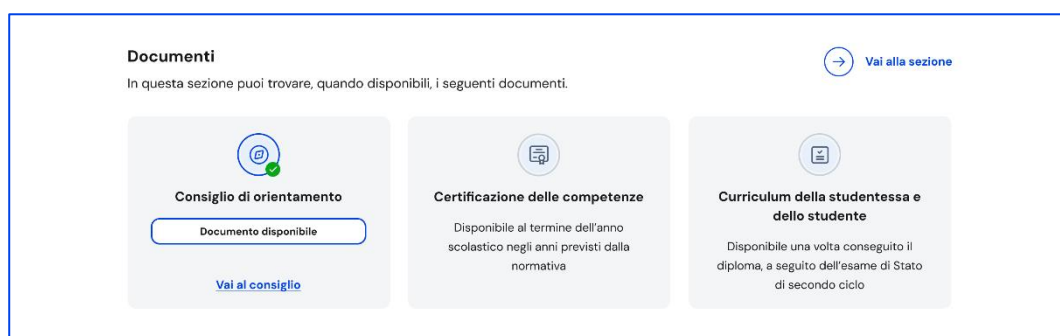 Documenti
Vai alla sezione
In questa sezione puoi trovare, quando disponibili, i seguenti documenti.
Consiglio di orientamento
Documento disponibile
Vai al consiglio
Certificazione delle competenze
Disponibile al termine dell'anno
scolastico negli anni previsti dalla
normativa
Curriculum della studentessa e
dello studente
Disponibile una volta conseguito il
diploma, a seguito dell'esame di Stato
di secondo ciclo